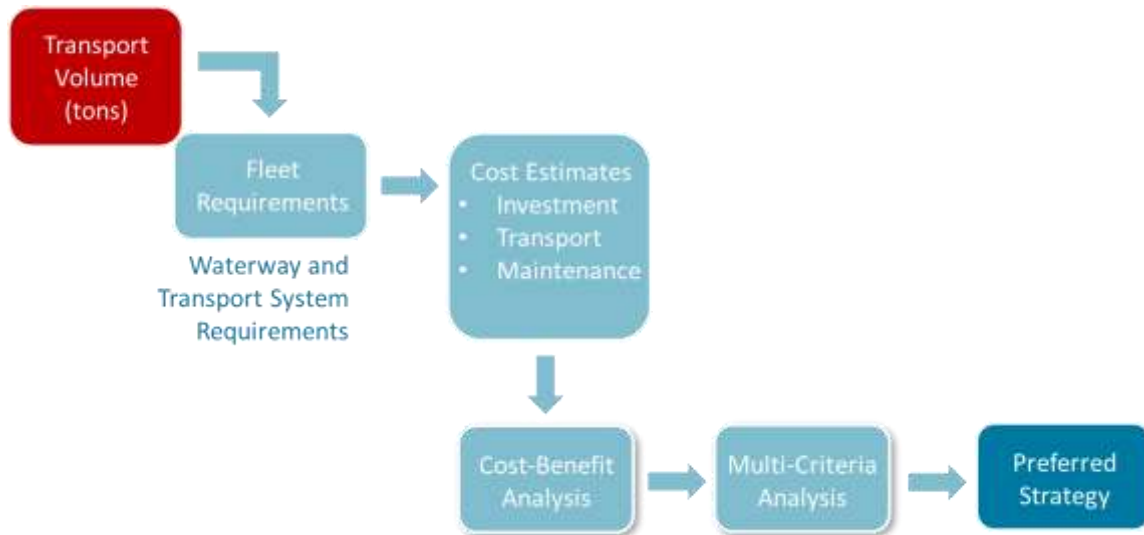 Transport
Volume
(tons)
Fleet
Requirements
Waterway and
Transport System
Requirements
Cost Estimates
• Investment
• Transport
• Maintenance
Cost-Benefit
Analysis
Multi-Criteria
Analysis
Preferred
Strategy